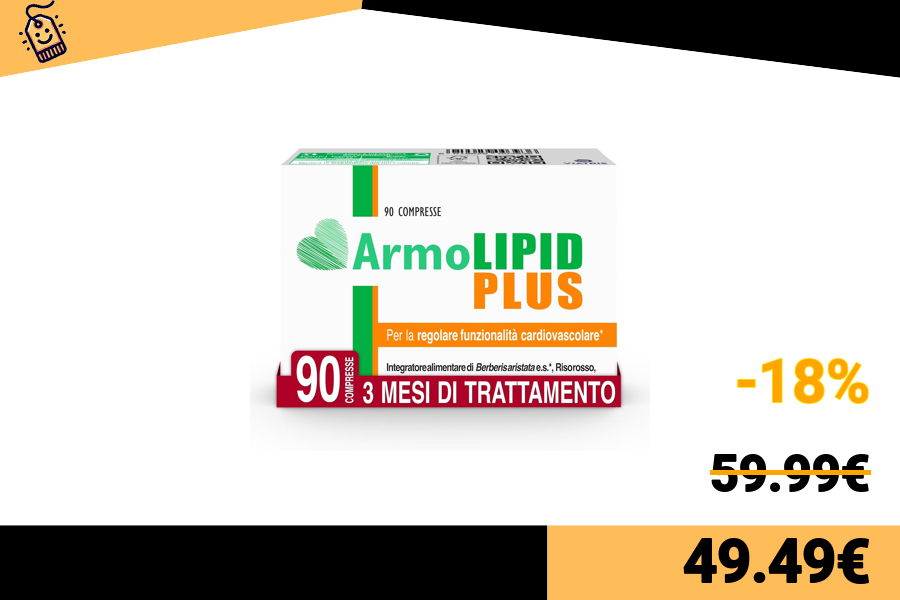 90 COMPRESSE
ArmoLIPID
PLUS
Per la regolare funzionalità cardiovascolare*
Integratore alimentare di Berberis aristata e.s.*, Risorosso,
90 COMPRESSE
3 MESI DI TRATTAMENTO
-18%
59.99€
49.49€